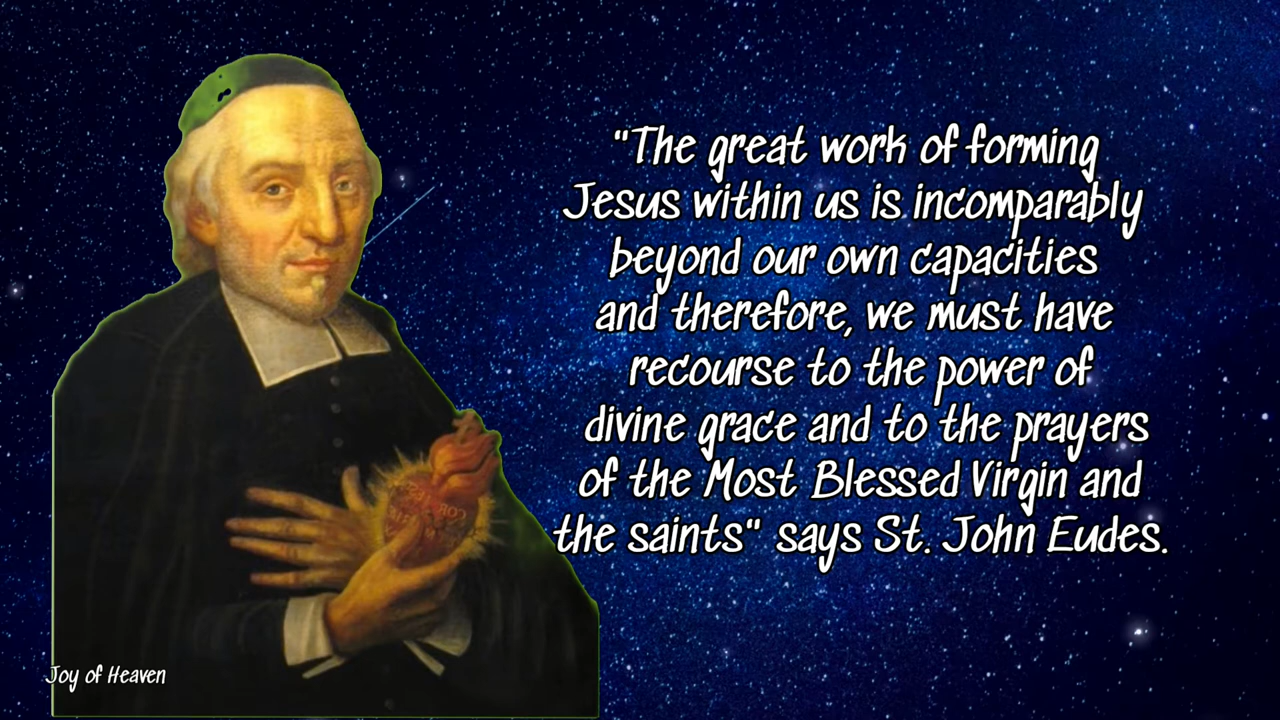 "The great work of forming
Jesus within us is incomparably
beyond our own capacities
and therefore, we must have
recourse to the power of
divine grace and to the prayers
of the Most Blessed Virgin and
the saints" says St. John Eudes.
Joy of Heaven